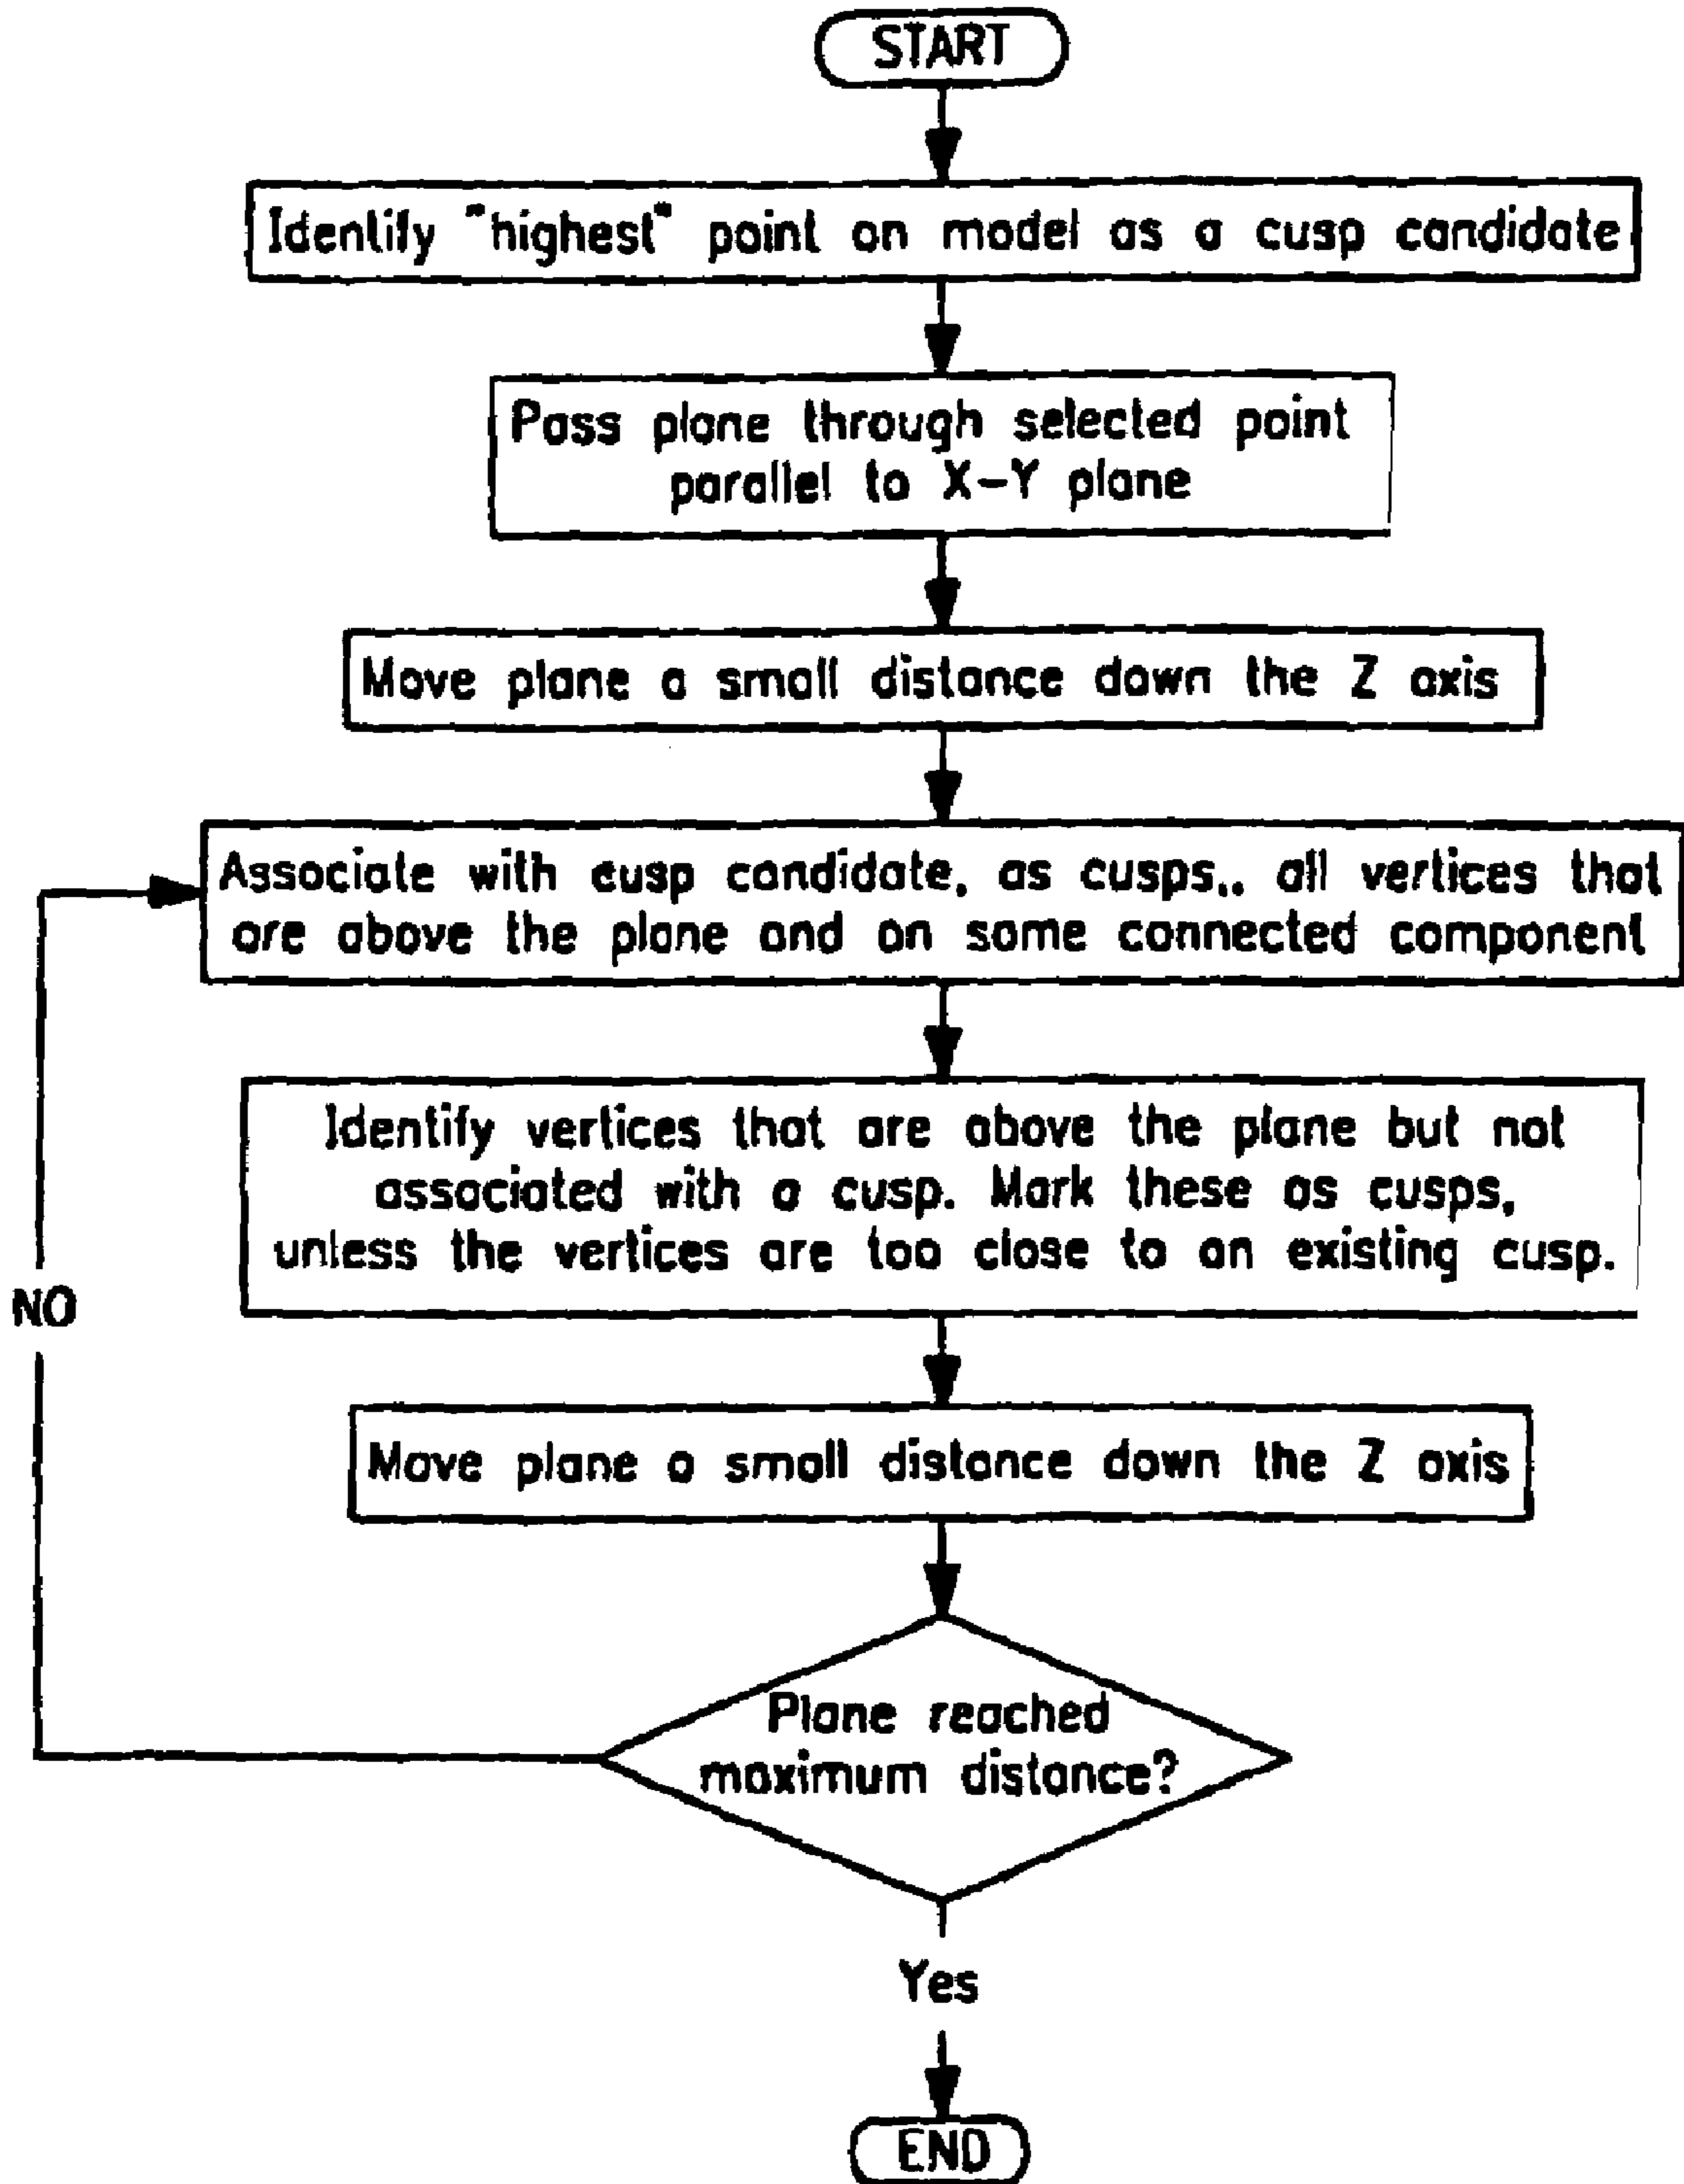 START
Identify "highest" point on model as a cusp candidate
Pass plane through selected point
parallel to X-Y plane
Move plane a small distance down the Z axis
Associate with cusp candidate, as cusps,, all vertices that
are above the plane and on same connected component
Identify vertices that are above the plane but not
associated with a cusp. Mark these as cusps,
unless the vertices are too close to an existing cusp.
NO
Move plane a small distance down the Z axis
Plane reached
maximum distance?
Yes
END